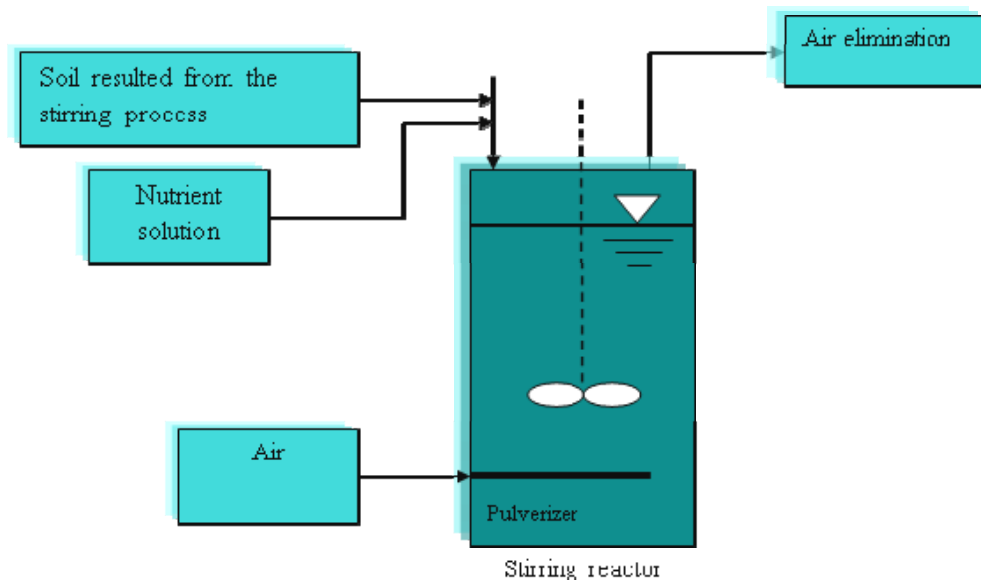 Air elimination
Soil resulted from the
stirring process
Nutrient
solution
Air
Pulverizer
Stirring reactor